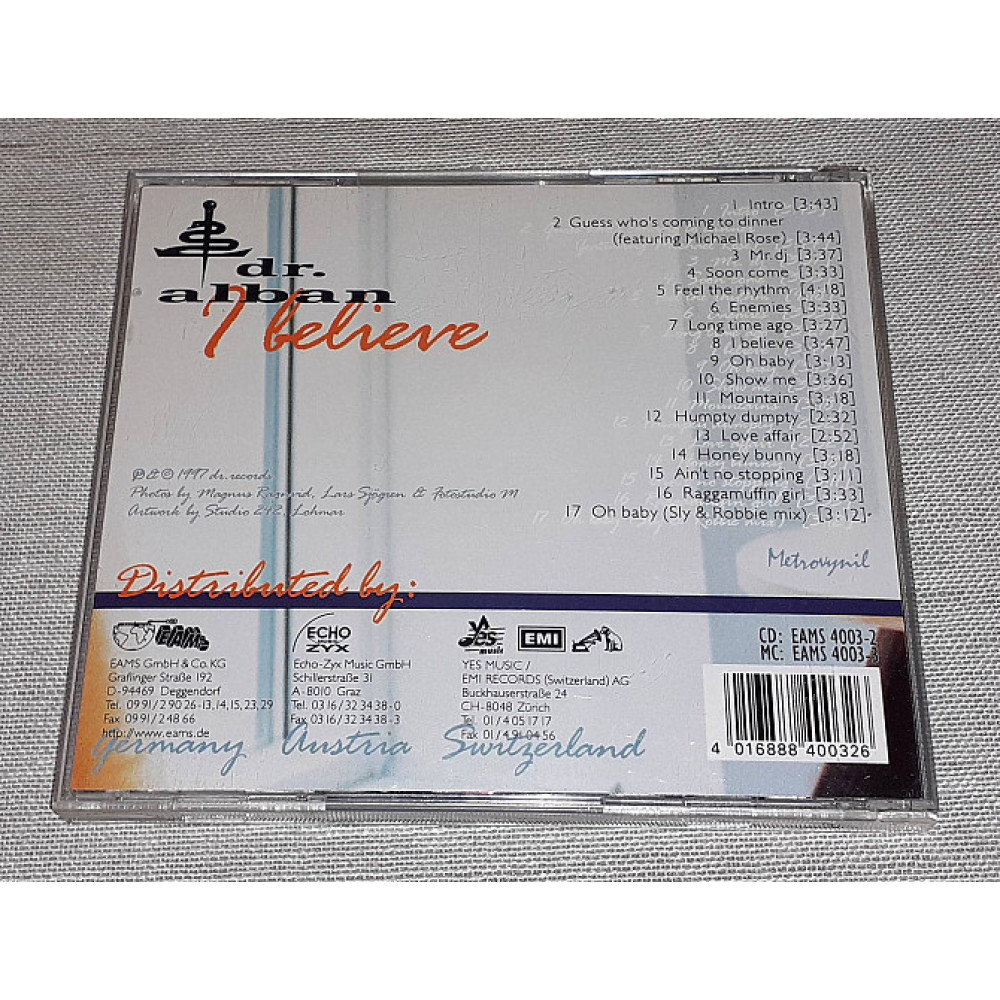 dr.
alban
I believe
1 Intro [3:43]
2 Guess who's coming to dinner
(featuring Michael Rose) [3:44]
3 Mr.dj [3:37]
4 Soon come [3:33]
5 Feel the rhythm [4:18]
6 Enemies [3:33]
7 Long time ago [3:27]
8 I believe [3:47]
9 Oh baby [3:13]
10 Show me [3:36]
11 Mountains [3:18]
12 Humpty dumpty [2:32]
13 Love affair [2:52]
14 Honey bunny [3:18]
15 Ain't no stopping [3:11]
16 Raggamuffin girl [3:33]
17 Oh baby (Sly & Robbie mix) [3:12]
℗ & © 1997 dr. records
Photos by Magnus Ragnvid, Lars Sjögren & Fotostudio M
Artwork by Studio 242, Lohmar
Metrovynil
Distributed by:
EAMS
EAMS GmbH & Co. KG
Graflinger Straße 192
D-94469 Deggendorf
Tel. 09 91/2 90 26 -13, 14, 15, 23, 29
Fax 09 91/2 48 66
http://www.eams.de
Germany
ECHO
ZYX
Echo-Zyx Music GmbH
Schillerstraße 31
A - 8010 Graz
Tel. 03 16/ 32 34 38-0
Fax 03 16/ 32 34 38-3
Austria
Yes
music
EMI
YES MUSIC /
EMI RECORDS (Switzerland) AG
Buckhauserstraße 24
CH-8048 Zürich
Tel. 01/4 05 17 17
Fax 01/4 91 04 56
Switzerland
CD: EAMS 4003-2
MC: EAMS 4003-3
4 016888 400326